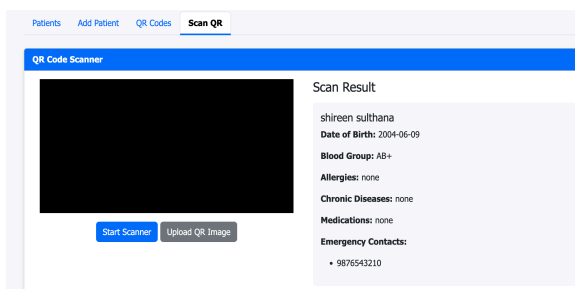 Patients Add Patient QR Codes Scan QR
QR Code Scanner
Scan Result
shireen sulthana
Date of Birth: 2004-06-09
Blood Group: AB+
Allergies: none
Chronic Diseases: none
Medications: none
Emergency Contacts:
• 9876543210
Start Scanner Upload QR Image